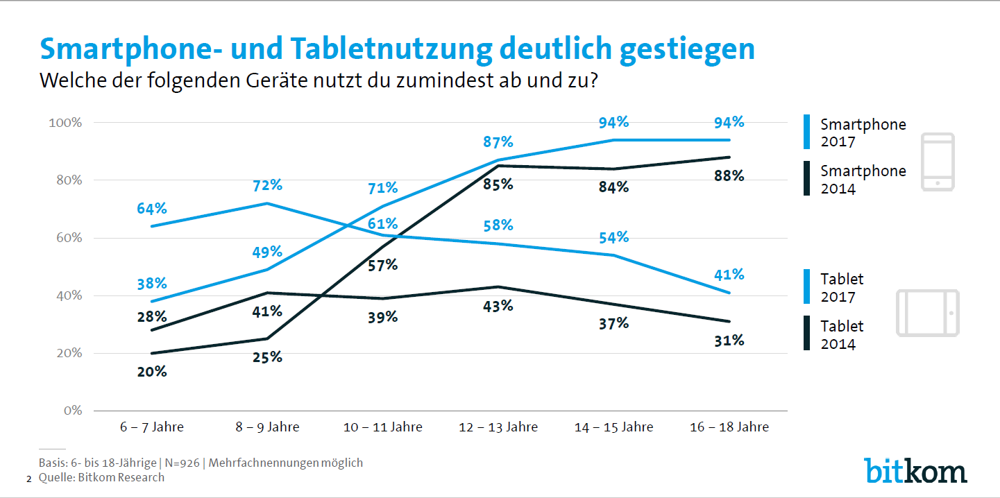 Smartphone- und Tabletnutzung deutlich gestiegen
Welche der folgenden Geräte nutzt du zumindest ab und zu?
100%
80%
60%
40%
20%
0%
64%
72%
61%
58%
54%
41%
38%
49%
71%
87%
94%
94%
28%
41%
39%
43%
37%
31%
20%
25%
57%
85%
84%
88%
6 – 7 Jahre
8 – 9 Jahre
10 – 11 Jahre
12 – 13 Jahre
14 – 15 Jahre
16 – 18 Jahre
Smartphone
2017
Smartphone
2014
Tablet
2017
Tablet
2014
Basis: 6- bis 18-Jährige | N=926 | Mehrfachnennungen möglich
2 Quelle: Bitkom Research
bitkom